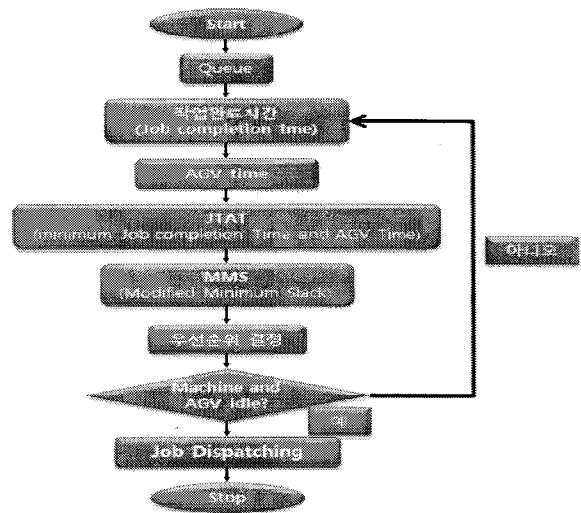 Start
Queue
작업완료시간
(Job completion tme)
AGV time
JTAT
(minimum Job completion Time and AGV Time)
MMS
(Modified Minimum Slack)
우선순위 결정
Machine and
AGV idle?
예
아니오
Job Dispatching
Stop